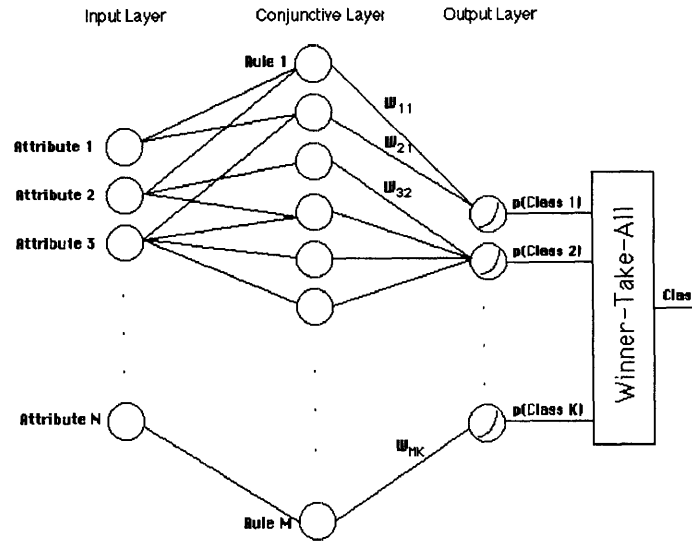 Input Layer
Conjunctive Layer
Output Layer
Rule 1
W11
Attribute 1
W21
Attribute 2
W32
p(Class 1)
Attribute 3
p(Class 2)
Winner-Take-All
Clas
Attribute N
p(Class K)
WMK
Rule M